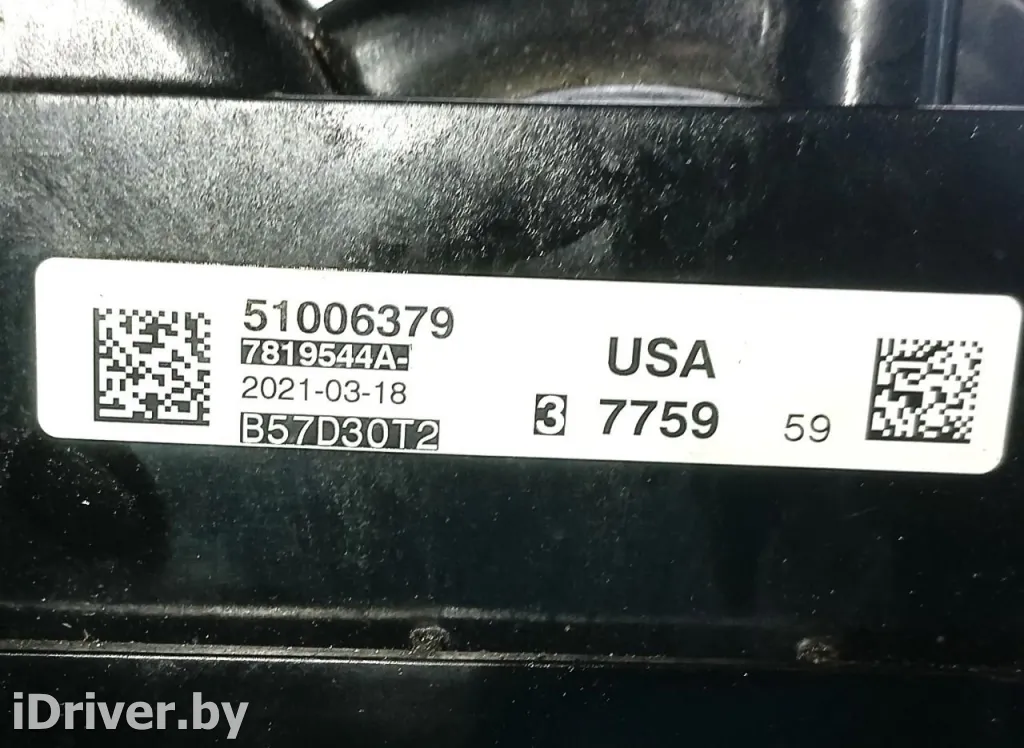 51006379
7819544A-
2021-03-18
B57D30T2
USA
3 7759 59
iDriver.by